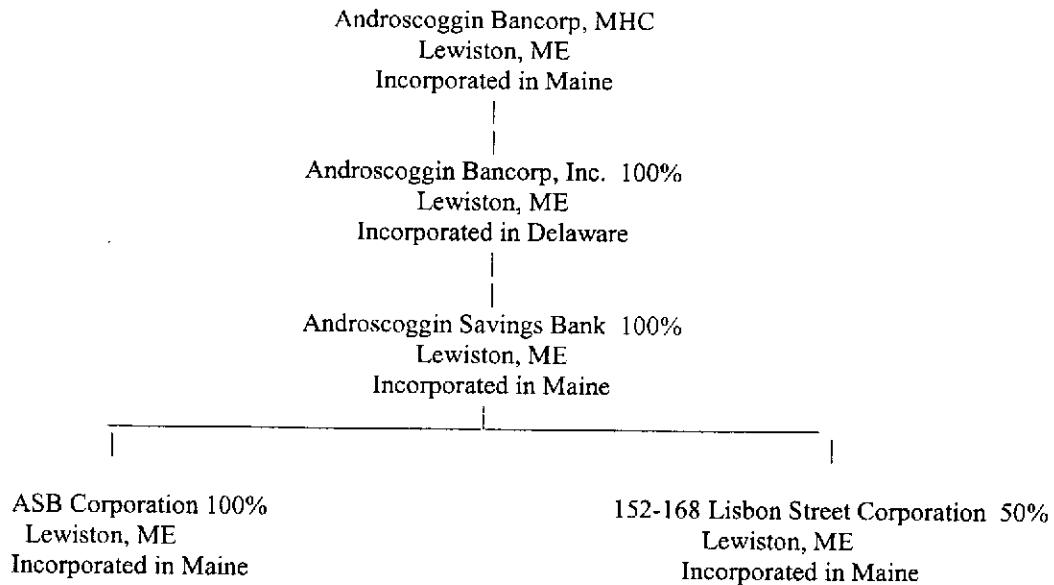 Androscoggin Bancorp, MHC
Lewiston, ME
Incorporated in Maine
Androscoggin Bancorp, Inc. 100%
Lewiston, ME
Incorporated in Delaware
Androscoggin Savings Bank 100%
Lewiston, ME
Incorporated in Maine
ASB Corporation 100%
Lewiston, ME
Incorporated in Maine
152-168 Lisbon Street Corporation 50%
Lewiston, ME
Incorporated in Maine